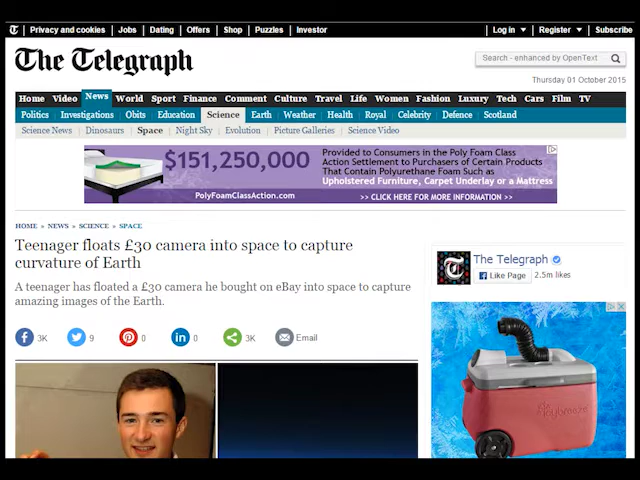 Privacy and cookies Jobs Dating Offers Shop Puzzles Investor Log in Register Subscribe
The Telegraph
Search - enhanced by OpenText
Thursday 01 October 2015
Home Video News World Sport Finance Comment Culture Travel Life Women Fashion Luxury Tech Cars Film TV
Politics Investigations Obits Education Science Earth Weather Health Royal Celebrity Defence Scotland
Science News Dinosaurs Space Night Sky Evolution Picture Galleries Science Video
$151,250,000
Provided to Consumers in the Poly Foam Class
Action Settlement to Purchasers of Certain Products
That Contain Polyurethane Foam Such as
Upholstered Furniture, Carpet Underlay or a Mattress
PolyFoamClassAction.com
>> CLICK HERE FOR MORE INFORMATION >>
HOME » NEWS » SCIENCE » SPACE
Teenager floats £30 camera into space to capture
curvature of Earth
A teenager has floated a £30 camera he bought on eBay into space to capture
amazing images of the Earth.
3K 9 0 0 3K Email
The Telegraph
Like Page 2.5m likes
icybreeze